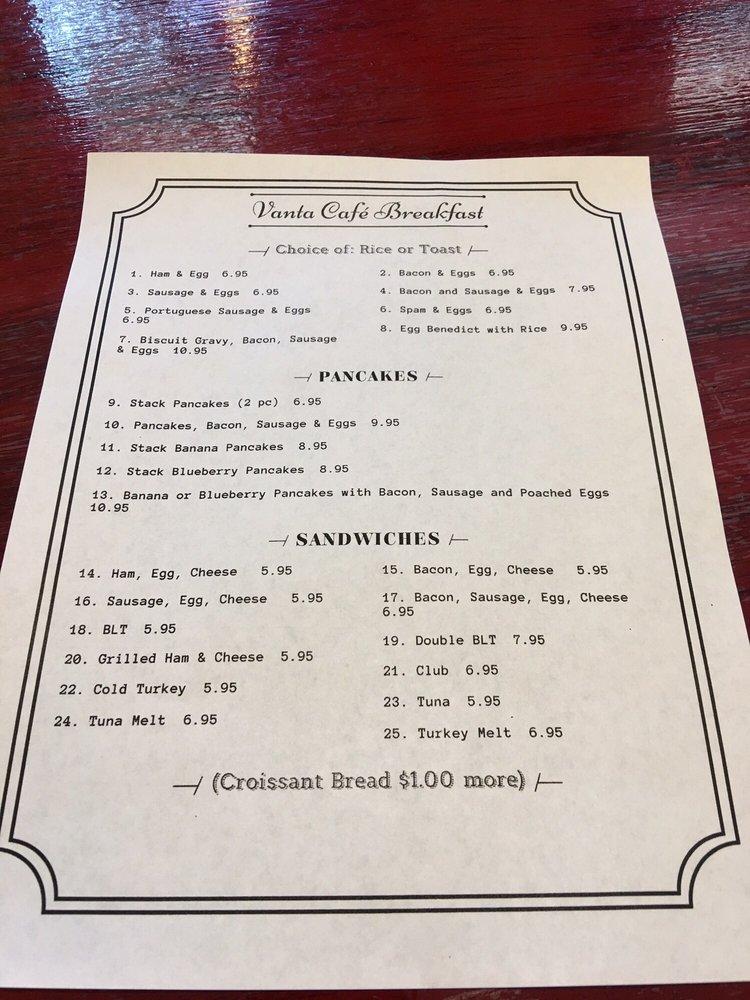 Vanta Café Breakfast
Choice of: Rice or Toast
1. Ham & Egg 6.95
2. Bacon & Eggs 6.95
3. Sausage & Eggs 6.95
4. Bacon and Sausage & Eggs 7.95
5. Portuguese Sausage & Eggs
6.95
6. Spam & Eggs 6.95
7. Biscuit Gravy, Bacon, Sausage
& Eggs 10.95
8. Egg Benedict with Rice 9.95
PANCAKES
9. Stack Pancakes (2 pc) 6.95
10. Pancakes, Bacon, Sausage & Eggs 9.95
11. Stack Banana Pancakes 8.95
12. Stack Blueberry Pancakes 8.95
13. Banana or Blueberry Pancakes with Bacon, Sausage and Poached Eggs
10.95
SANDWICHES
14. Ham, Egg, Cheese 5.95
15. Bacon, Egg, Cheese 5.95
16. Sausage, Egg, Cheese 5.95
17. Bacon, Sausage, Egg, Cheese
6.95
18. BLT 5.95
19. Double BLT 7.95
20. Grilled Ham & Cheese 5.95
21. Club 6.95
22. Cold Turkey 5.95
23. Tuna 5.95
24. Tuna Melt 6.95
25. Turkey Melt 6.95
(Croissant Bread $1.00 more)